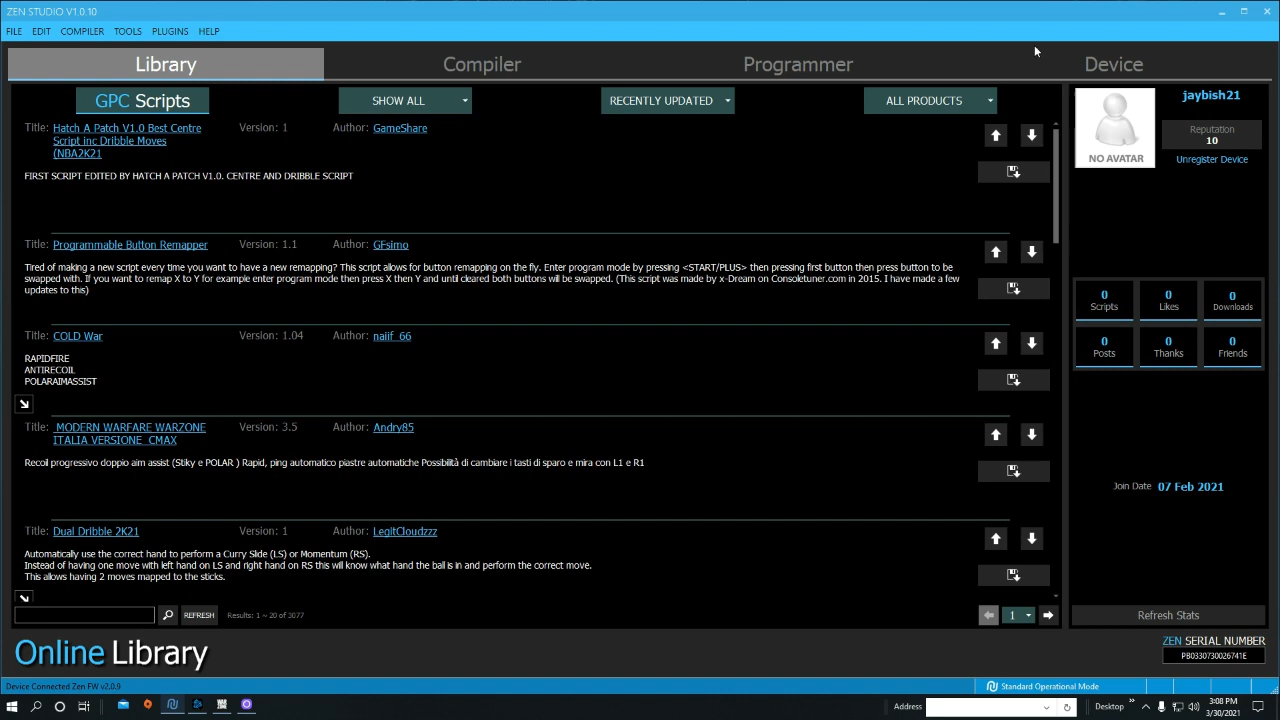 ZEN STUDIO V1.0.10
FILE EDIT COMPILER TOOLS PLUGINS HELP
Library Compiler Programmer Device
GPC Scripts SHOW ALL RECENTLY UPDATED ALL PRODUCTS
Title: Hatch A Patch V1.0 Best Centre Version: 1 Author: GameShare
Script inc Dribble Moves
(NBA2K21
FIRST SCRIPT EDITED BY HATCH A PATCH V1.0. CENTRE AND DRIBBLE SCRIPT
Title: Programmable Button Remapper Version: 1.1 Author: GFsimo
Tired of making a new script every time you want to have a new remapping? This script allows for button remapping on the fly. Enter program mode by pressing <START/PLUS> then pressing first button then press button to be
swapped with. If you want to remap X to Y for example enter program mode then press X then Y and until cleared both buttons will be swapped. (This script was made by x-Dream on Consoletuner.com in 2015. I have made a few
updates to this)
Title: COLD War Version: 1.04 Author: naiif_66
RAPIDFIRE
ANTIRECOIL
POLARAIMASSIST
Title: MODERN WARFARE WARZONE Version: 3.5 Author: Andry85
ITALIA VERSIONE CMAX
Recoil progressivo doppio aim assist (Stiky e POLAR ) Rapid, ping automatico piastre automatiche Possibilità di cambiare i tasti di sparo e mira con L1 e R1
Title: Dual Dribble 2K21 Version: 1 Author: LegitCloudzzz
Automatically use the correct hand to perform a Curry Slide (LS) or Momentum (RS).
Instead of having one move with left hand on LS and right hand on RS this will know what hand the ball is in and perform the correct move.
This allows having 2 moves mapped to the sticks.
REFRESH Results: 1 ~ 20 of 3077 1
jaybish21
NO AVATAR
Reputation
10
Unregister Device
0 0 0
Scripts Likes Downloads
0 0 0
Posts Thanks Friends
Join Date 07 Feb 2021
Refresh Stats
Online Library
ZEN SERIAL NUMBER
PB0330730026741E
Device Connected Zen FW v2.0.9 Standard Operational Mode
Address Desktop 3:08 PM
3/30/2021